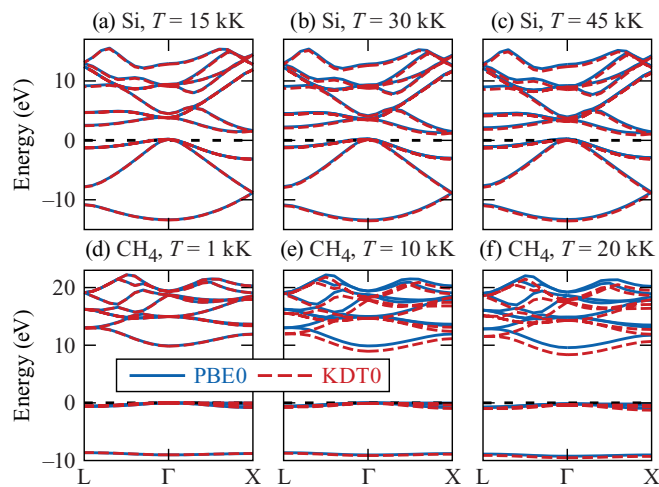 (a) Si, T = 15 kK
(b) Si, T = 30 kK
(c) Si, T = 45 kK
Energy (eV)
10
0
−10
(d) CH4, T = 1 kK
(e) CH4, T = 10 kK
(f) CH4, T = 20 kK
Energy (eV)
20
10
0
−10
PBE0
KDT0
L
Γ
X
L
Γ
X
L
Γ
X